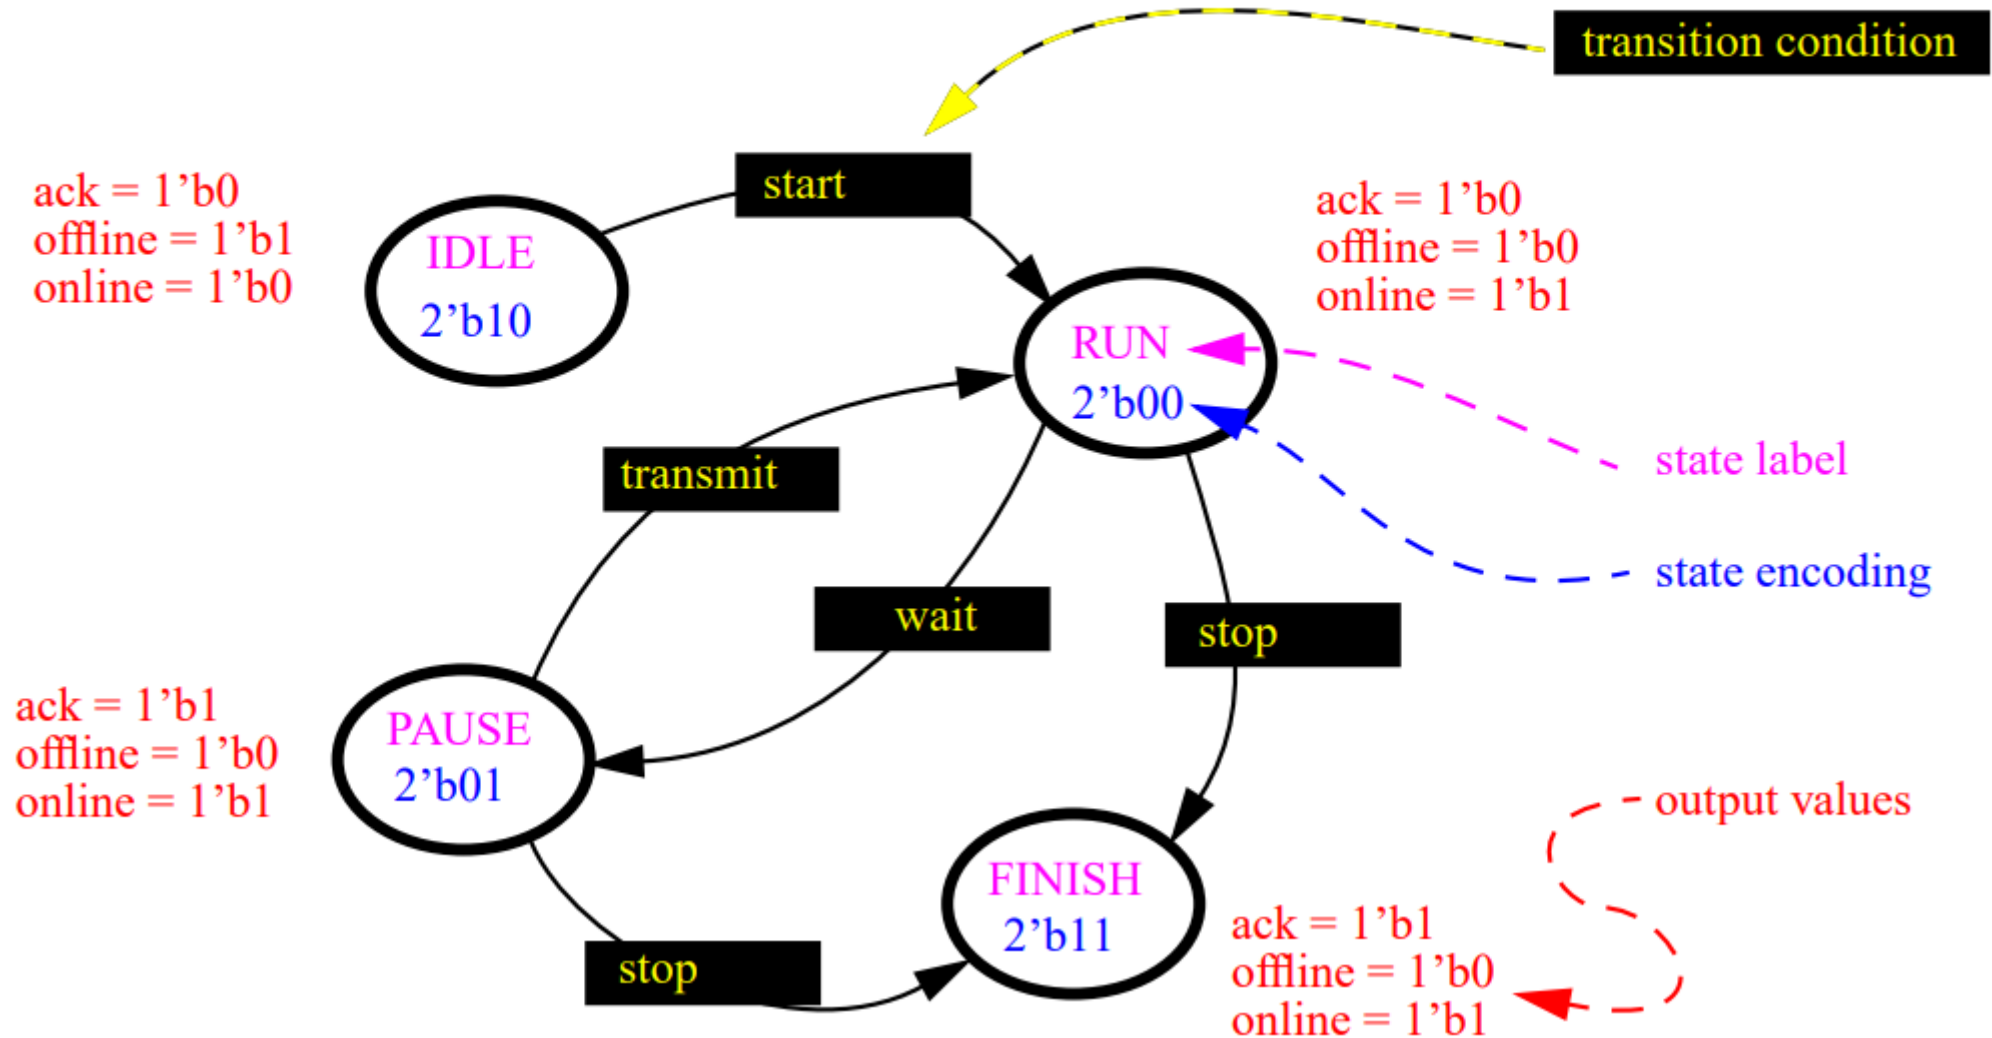 transition condition
start
ack = 1’b0
offline = 1’b1
online = 1’b0
IDLE
2’b10
ack = 1’b0
offline = 1’b0
online = 1’b1
RUN
2’b00
transmit
state label
state encoding
wait
stop
ack = 1’b1
offline = 1’b0
online = 1’b1
PAUSE
2’b01
output values
FINISH
2’b11
ack = 1’b1
offline = 1’b0
online = 1’b1
stop